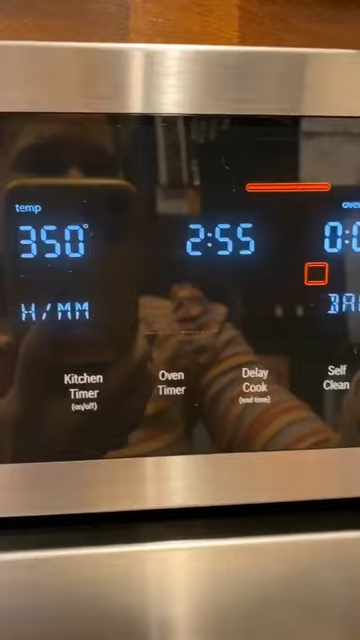 temp
350°
H/MM
2:55
Kitchen
Timer
(on/off)
Oven
Timer
Delay
Cook
(end time)
Self
Clean